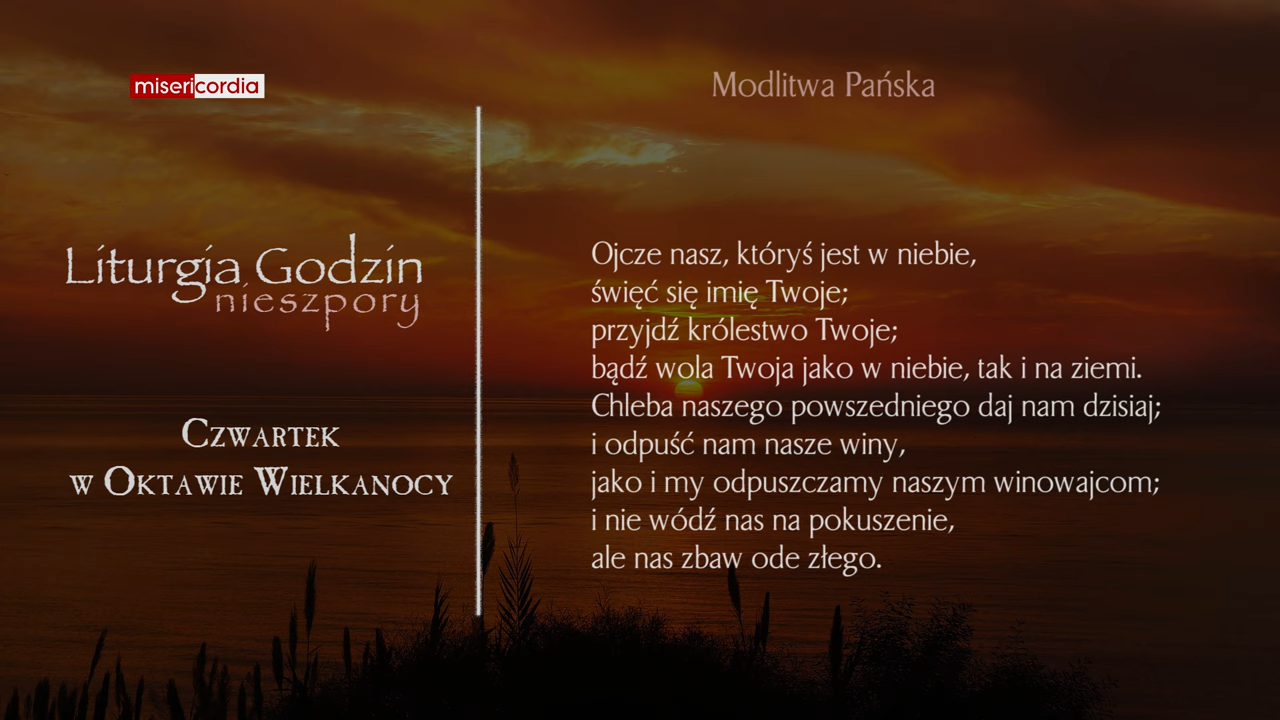 misericordia
Liturgia Godzin
nieszpory
Czwartek
w Oktawie Wielkanocy
Modlitwa Pańska
Ojcze nasz, któryś jest w niebie,
święć się imię Twoje;
przyjdź królestwo Twoje;
bądź wola Twoja jako w niebie, tak i na ziemi.
Chleba naszego powszedniego daj nam dzisiaj;
i odpuść nam nasze winy,
jako i my odpuszczamy naszym winowajcom;
i nie wódź nas na pokuszenie,
ale nas zbaw ode złego.